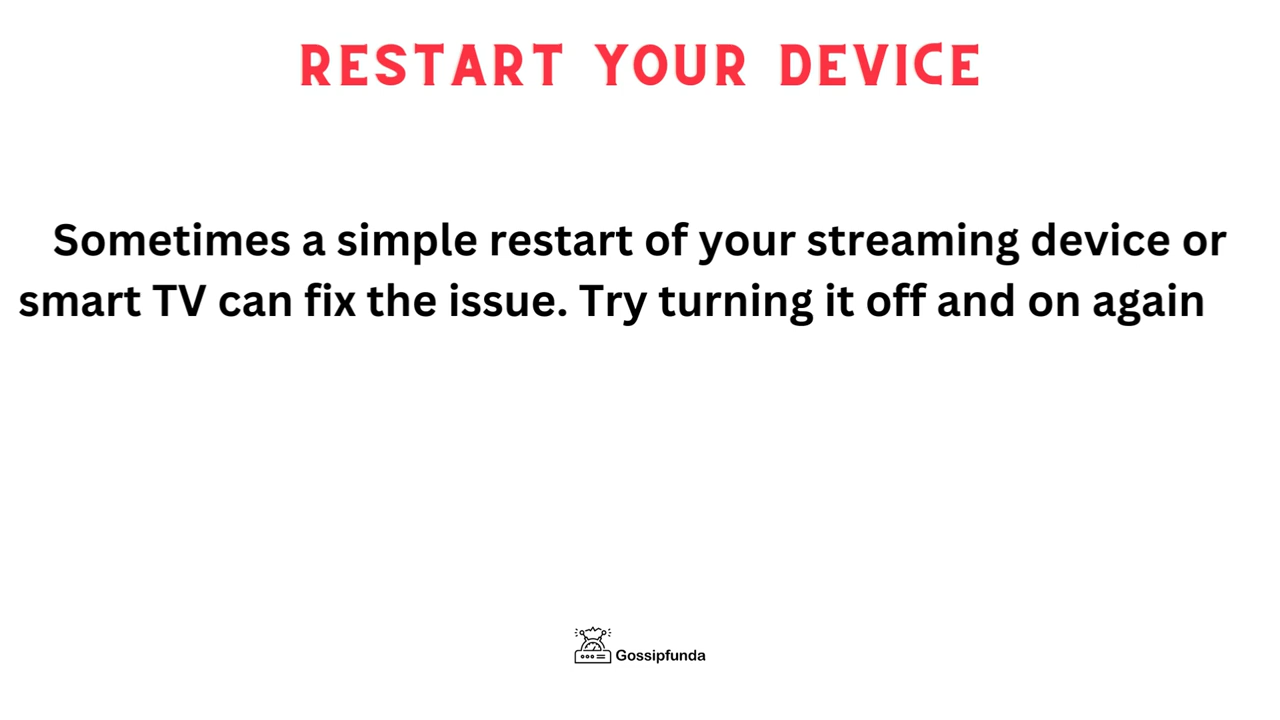 RESTART YOUR DEVICE
Sometimes a simple restart of your streaming device or
smart TV can fix the issue. Try turning it off and on again
Gossipfunda